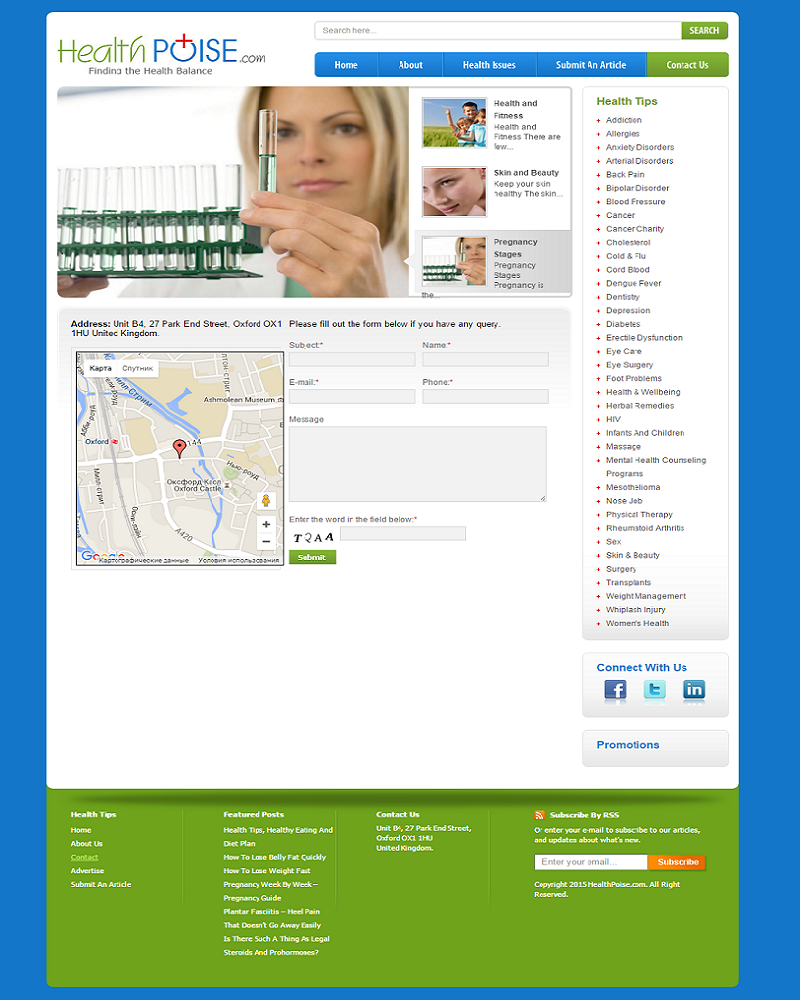 Health POISE .com
Finding the Health Balance
Search here...
SEARCH
Home
About
Health Issues
Submit An Article
Contact Us
Health and
Fitness
Health and
Fitness There are
few...
Skin and Beauty
Keep your skin
healthy The skin...
Pregnancy
Stages
Pregnancy
Stages
Pregnancy is
the...
Address: Unit B4, 27 Park End Street, Oxford OX1
1HU United Kingdom.
Карта
Спутник
Ashmolean Museum
Oxford
144
Нью-роуд
Оксфорд Касл
Oxford Castle
A420
Google
Картографические данные
Условия использования
Please fill out the form below if you have any query.
Subject:*
Name:*
E-mail:*
Phone:*
Message
Enter the word in the field below:*
TQAA
Submit
Health Tips
Addiction
Allergies
Anxiety Disorders
Arterial Disorders
Back Pain
Bipolar Disorder
Blood Pressure
Cancer
Cancer Charity
Cholesterol
Cold & Flu
Cord Blood
Dengue Fever
Dentistry
Depression
Diabetes
Erectile Dysfunction
Eye Care
Eye Surgery
Foot Problems
Health & Wellbeing
Herbal Remedies
HIV
Infants And Children
Massage
Mental Health Counseling
Programs
Mesothelioma
Nose Job
Physical Therapy
Rheumatoid Arthritis
Sex
Skin & Beauty
Surgery
Transplants
Weight Management
Whiplash Injury
Women's Health
Connect With Us
Promotions
Health Tips
Home
About Us
Contact
Advertise
Submit An Article
Featured Posts
Health Tips, Healthy Eating And
Diet Plan
How To Lose Belly Fat Quickly
How To Lose Weight Fast
Pregnancy Week By Week –
Pregnancy Guide
Plantar Fasciitis – Heel Pain
That Doesn't Go Away Easily
Is There Such A Thing As Legal
Steroids And Prohormones?
Contact Us
Unit B4, 27 Park End Street,
Oxford OX1 1HU
United Kingdom.
Subscribe By RSS
Or enter your e-mail to subscribe to our articles,
and updates about what's new.
Enter your email...
Subscribe
Copyright 2015 HealthPoise.com. All Right
Reserved.